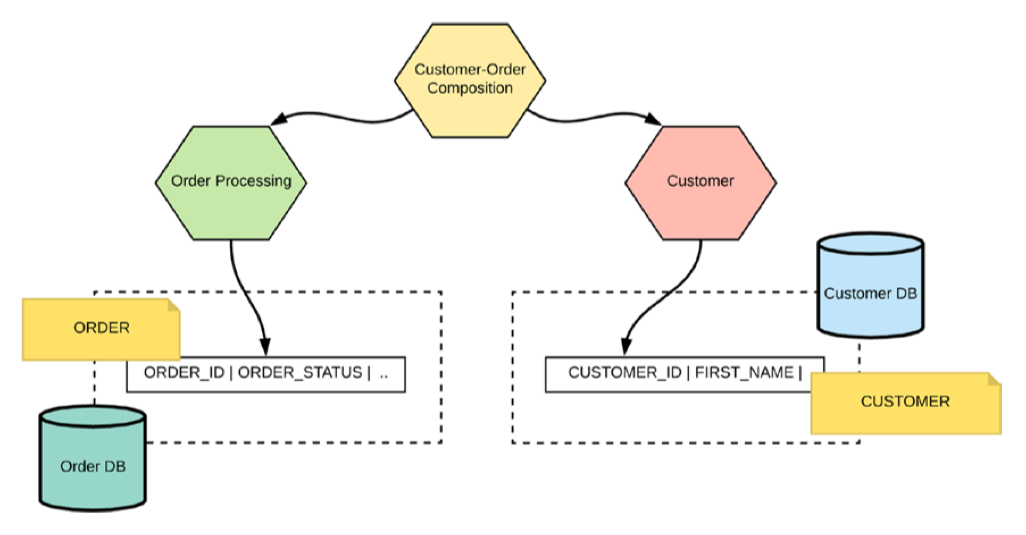 Customer-Order
Composition
Order Processing
Customer
Customer DB
ORDER
ORDER_ID | ORDER_STATUS | ..
CUSTOMER_ID | FIRST_NAME |
CUSTOMER
Order DB